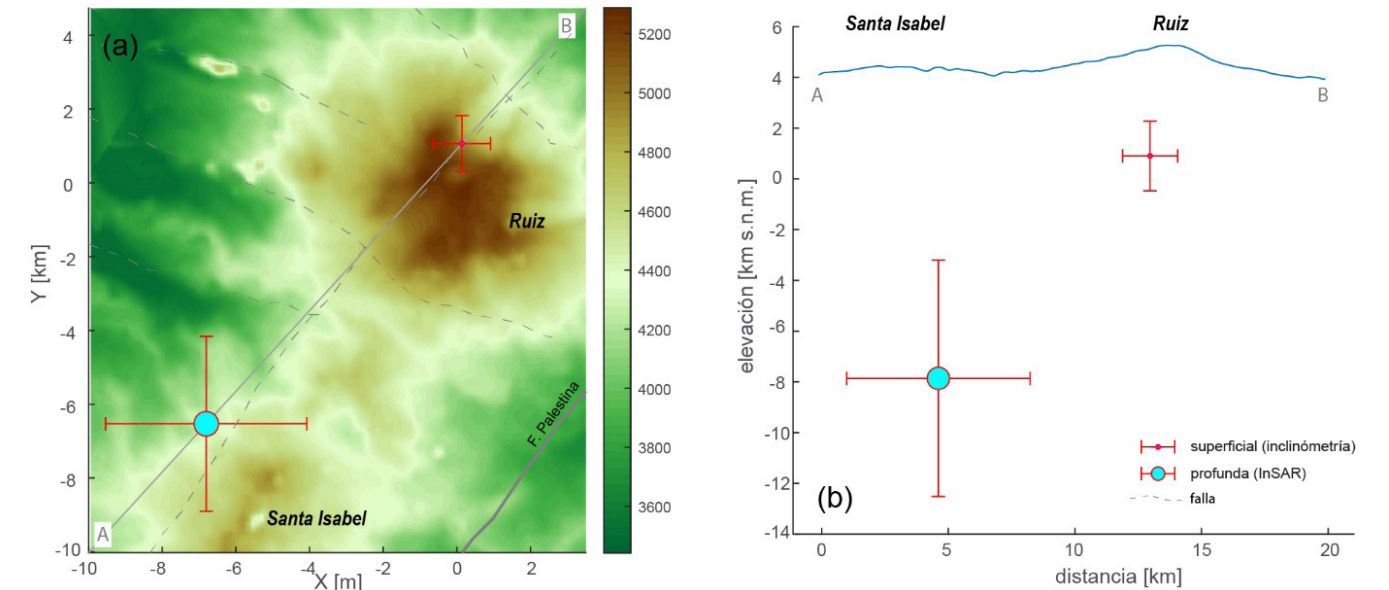 (a)
B
Ruiz
F. Palestina
Santa Isabel
A
4
2
0
-2
-4
-6
-8
-10
Y [km]
-10
-8
-6
-4
-2
0
2
X [m]
5200
5000
4800
4600
4400
4200
4000
3800
3600
Santa Isabel
Ruiz
A
B
6
4
2
0
-2
-4
-6
-8
-10
-12
-14
elevación [km s.n.m.]
superficial (inclinómetría)
profunda (InSAR)
falla
(b)
0
5
10
15
20
distancia [km]